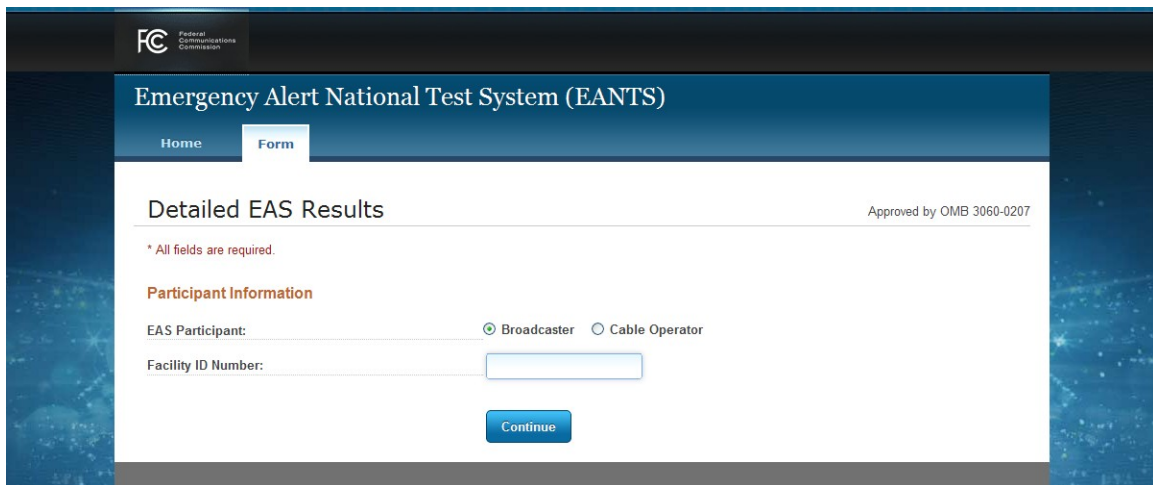 FCC
Federal
Communications
Commission
Emergency Alert National Test System (EANTS)
Home Form
Detailed EAS Results
Approved by OMB 3060-0207
* All fields are required.
Participant Information
EAS Participant: Broadcaster Cable Operator
Facility ID Number:
Continue